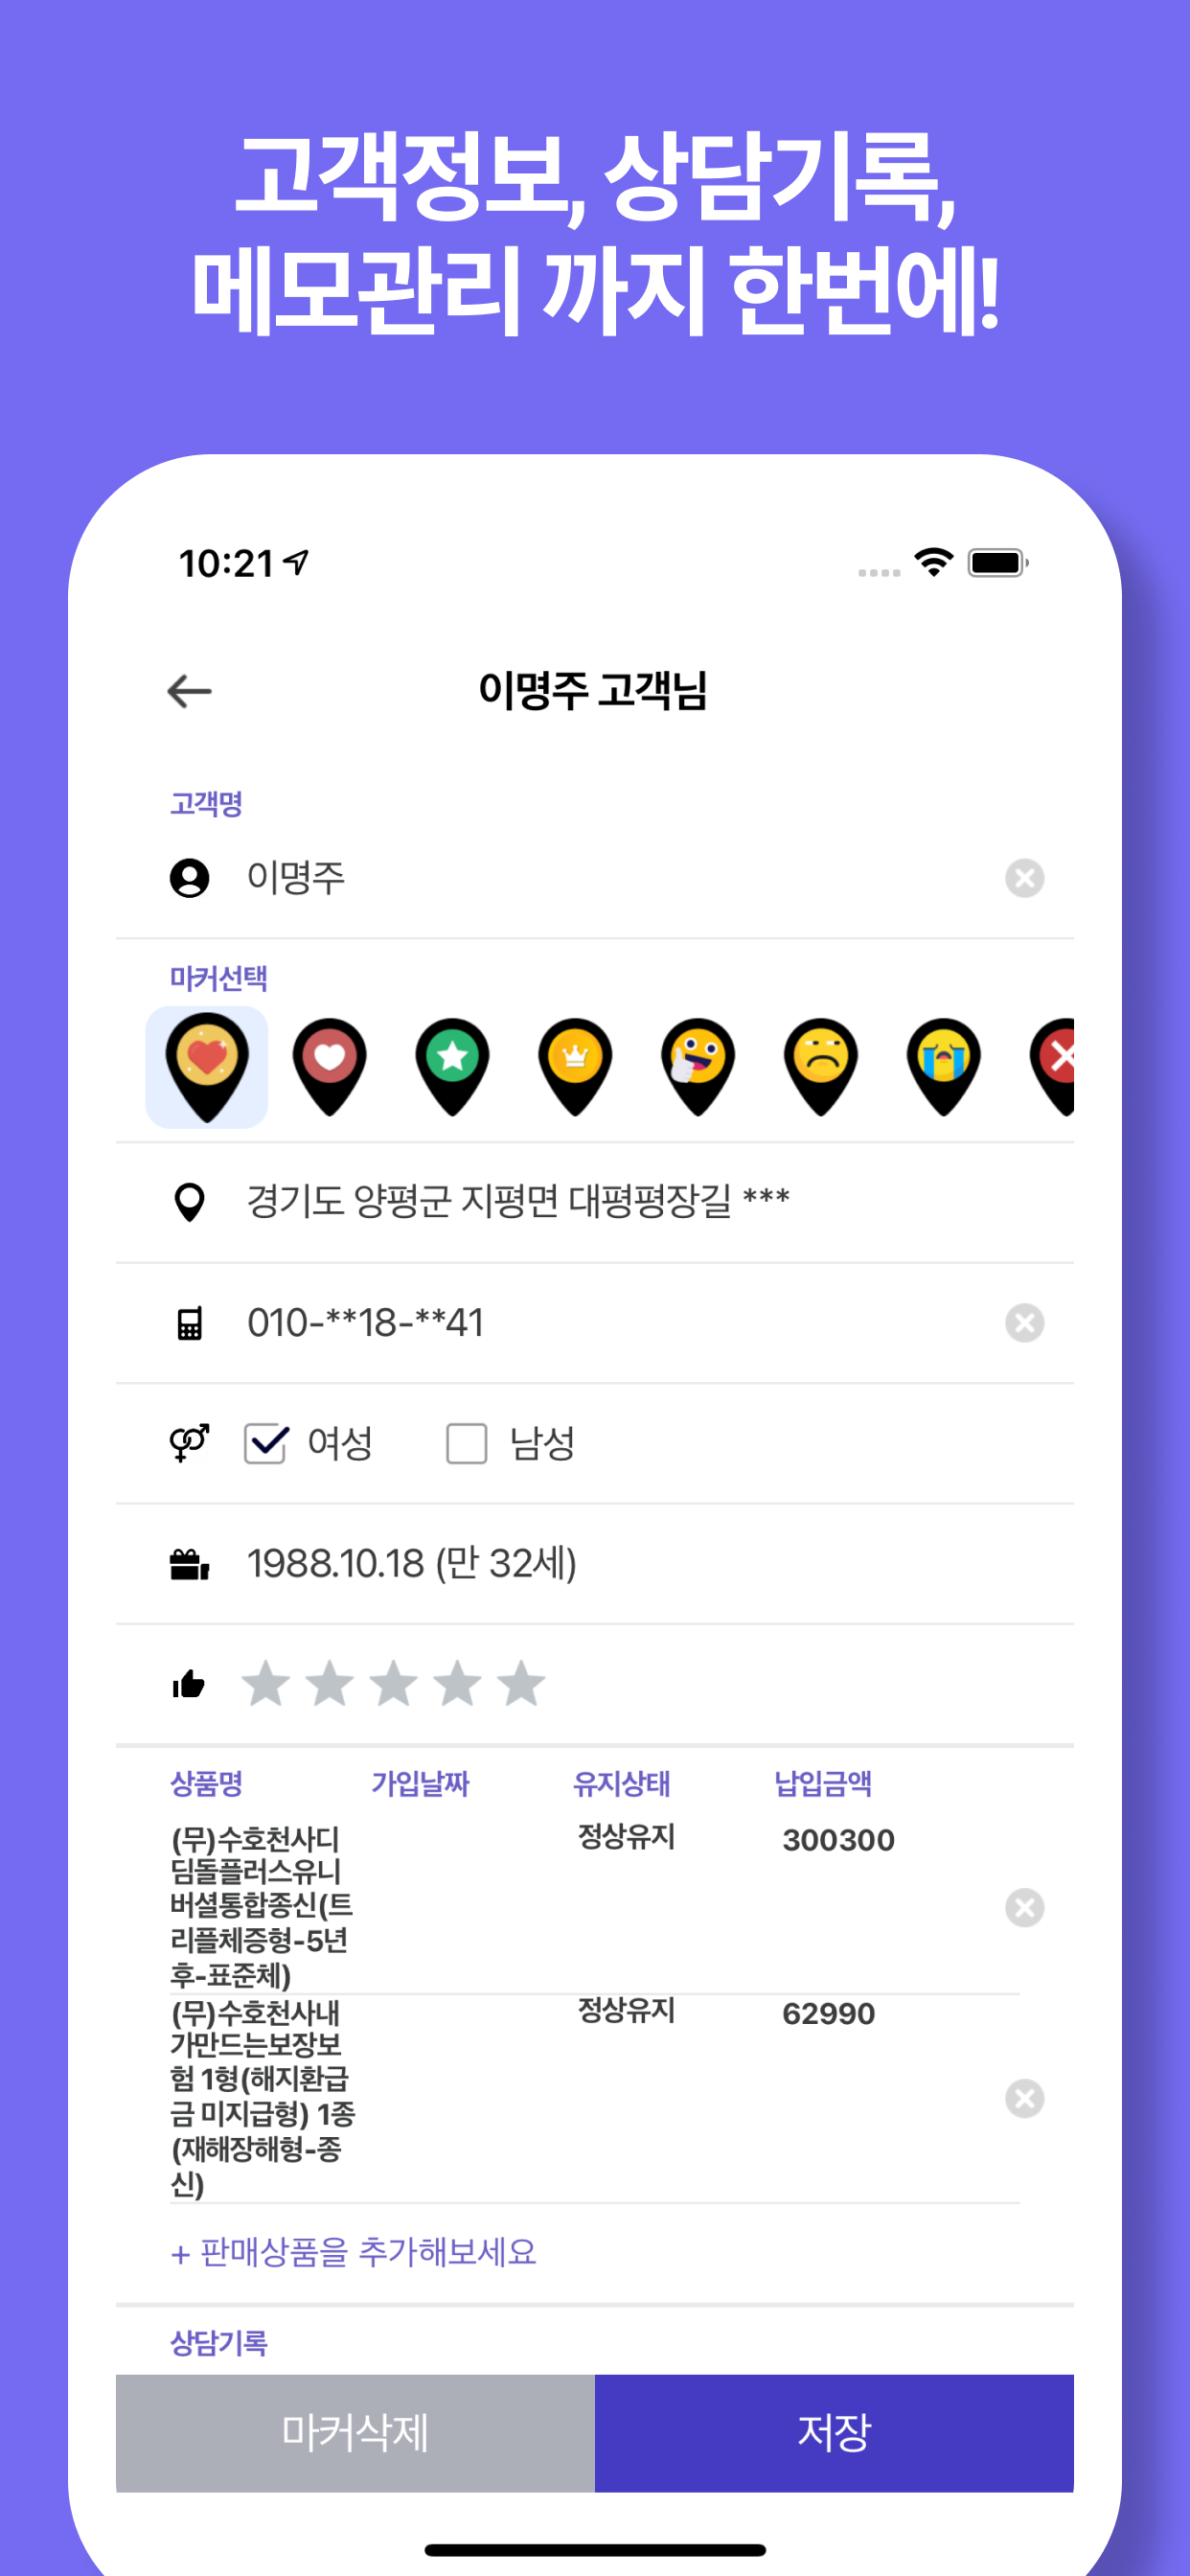 고객정보, 상담기록,
메모관리 까지 한번에!
10:21
이명주 고객님
고객명
이명주
마커선택
경기도 양평군 지평면 대평평장길 ***
010-**18-**41
여성 남성
1988.10.18 (만 32세)
상품명 가입날짜 유지상태 납입금액
(무)수호천사디 정상유지 300300
딤돌플러스유니
버셜통합종신(트
리플체증형-5년
후-표준체)
(무)수호천사내 정상유지 62990
가만드는보장보
험 1형(해지환급
금 미지급형) 1종
(재해장해형-종
신)
+ 판매상품을 추가해보세요
상담기록
마커삭제 저장